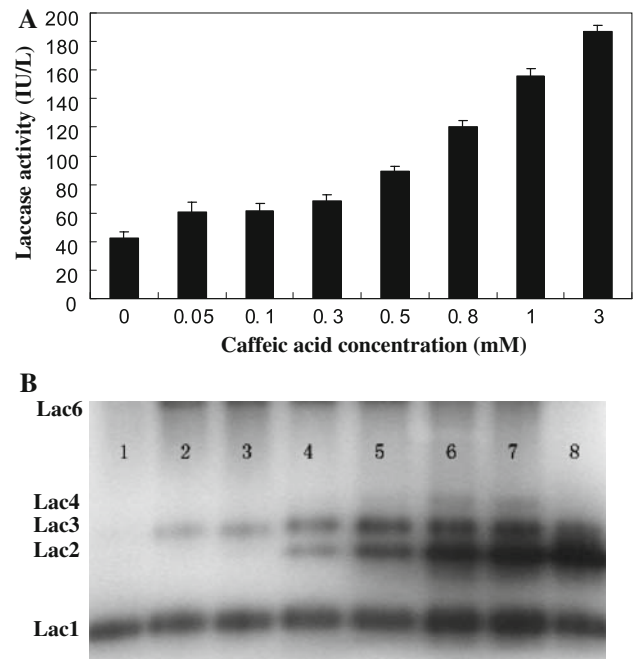 A
Laccase activity (IU/L)
200
180
160
140
120
100
80
60
40
20
0
0 0.05 0.1 0.3 0.5 0.8 1 3
Caffeic acid concentration (mM)
B
Lac6
1 2 3 4 5 6 7 8
Lac4
Lac3
Lac2
Lac1